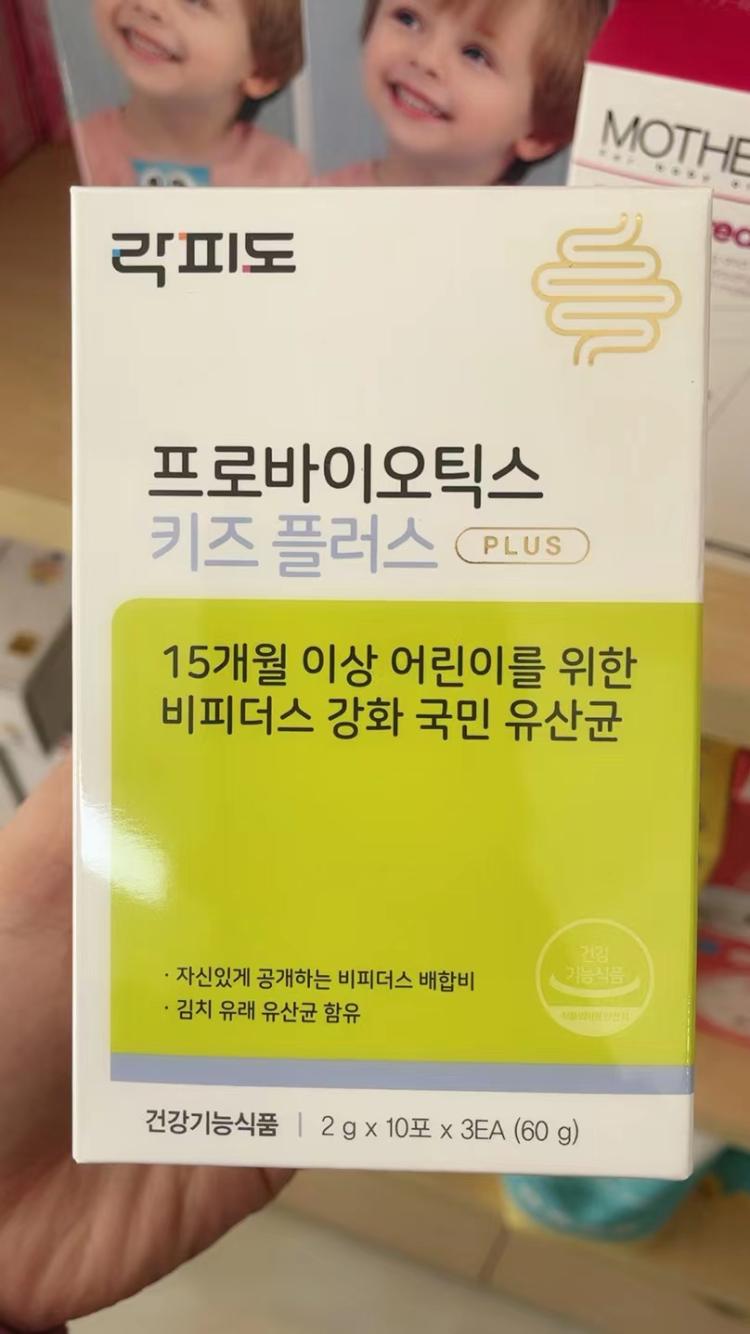 MOTHE
락피도
프로바이오틱스
키즈 플러스 PLUS
15개월 이상 어린이를 위한
비피더스 강화 국민 유산균
· 자신있게 공개하는 비피더스 배합비
· 김치 유래 유산균 함유
건강
기능식품
건강기능식품 | 2 g x 10포 x 3EA (60 g)